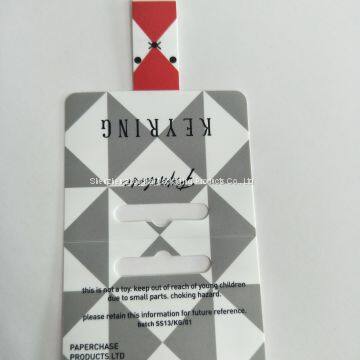 KEYRING
this is not a toy. keep out of reach of young children
due to small parts. choking hazard.
please retain this information for future reference.
batch SS13/KG/01
PAPERCHASE
PRODUCTS LTD